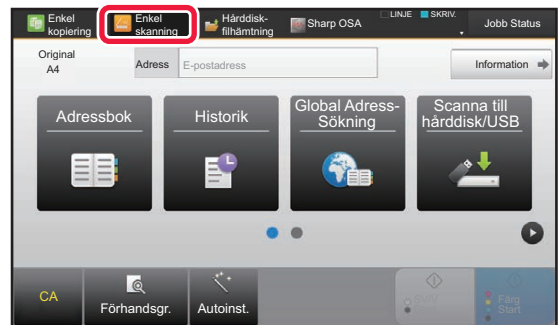 Enkel
kopiering
Enkel
skanning
Hårddisk-
filhämtning
Sharp OSA
LINJE
SKRIV.
Jobb Status
Original
A4
Adress
E-postadress
Information
Adressbok
Historik
Global Adress-
Sökning
Scanna till
hårddisk/USB
CA
Förhandsgr.
Autoinst.
Start
Färg
Start